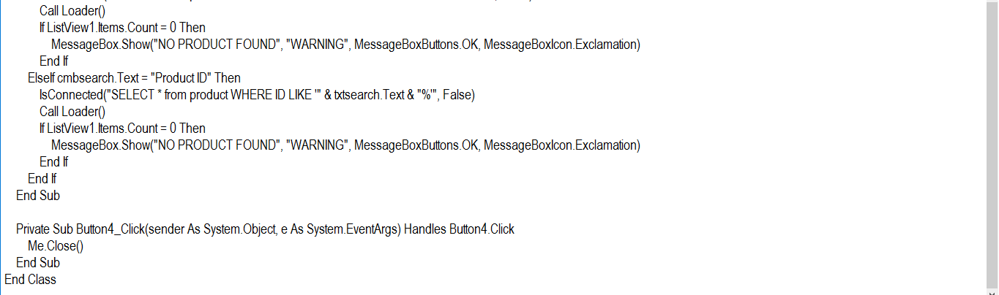 Call Loader()
If ListView1.Items.Count = 0 Then
MessageBox.Show("NO PRODUCT FOUND", "WARNING", MessageBoxButtons.OK, MessageBoxIcon.Exclamation)
End If
ElseIf cmbsearch.Text = "Product ID" Then
IsConnected("SELECT * from product WHERE ID LIKE '" & txtsearch.Text & "%'", False)
Call Loader()
If ListView1.Items.Count = 0 Then
MessageBox.Show("NO PRODUCT FOUND", "WARNING", MessageBoxButtons.OK, MessageBoxIcon.Exclamation)
End If
End If
End Sub
Private Sub Button4_Click(sender As System.Object, e As System.EventArgs) Handles Button4.Click
Me.Close()
End Sub
End Class